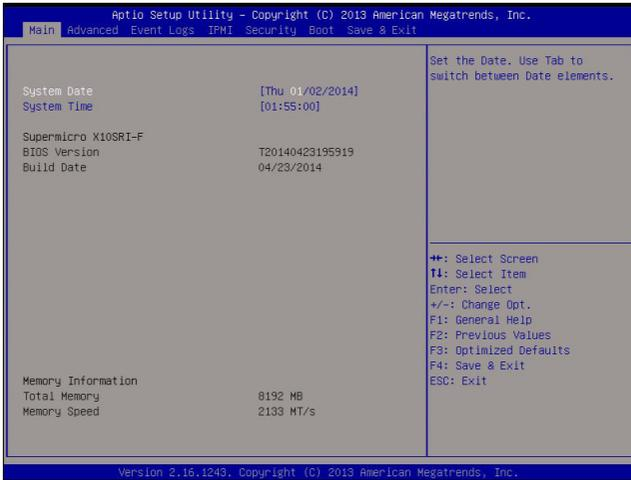 Aptio Setup Utility – Copyright (C) 2013 American Megatrends, Inc.
Main Advanced Event Logs IPMI Security Boot Save & Exit
Set the Date. Use Tab to
switch between Date elements.
System Date [Thu 01/02/2014]
System Time [01:55:00]
Supermicro X10SRI-F
BIOS Version T20140423195919
Build Date 04/23/2014
Memory Information
Total Memory 8192 MB
Memory Speed 2133 MT/s
→←: Select Screen
↑↓: Select Item
Enter: Select
+/-: Change Opt.
F1: General Help
F2: Previous Values
F3: Optimized Defaults
F4: Save & Exit
ESC: Exit
Version 2.16.1243. Copyright (C) 2013 American Megatrends, Inc.